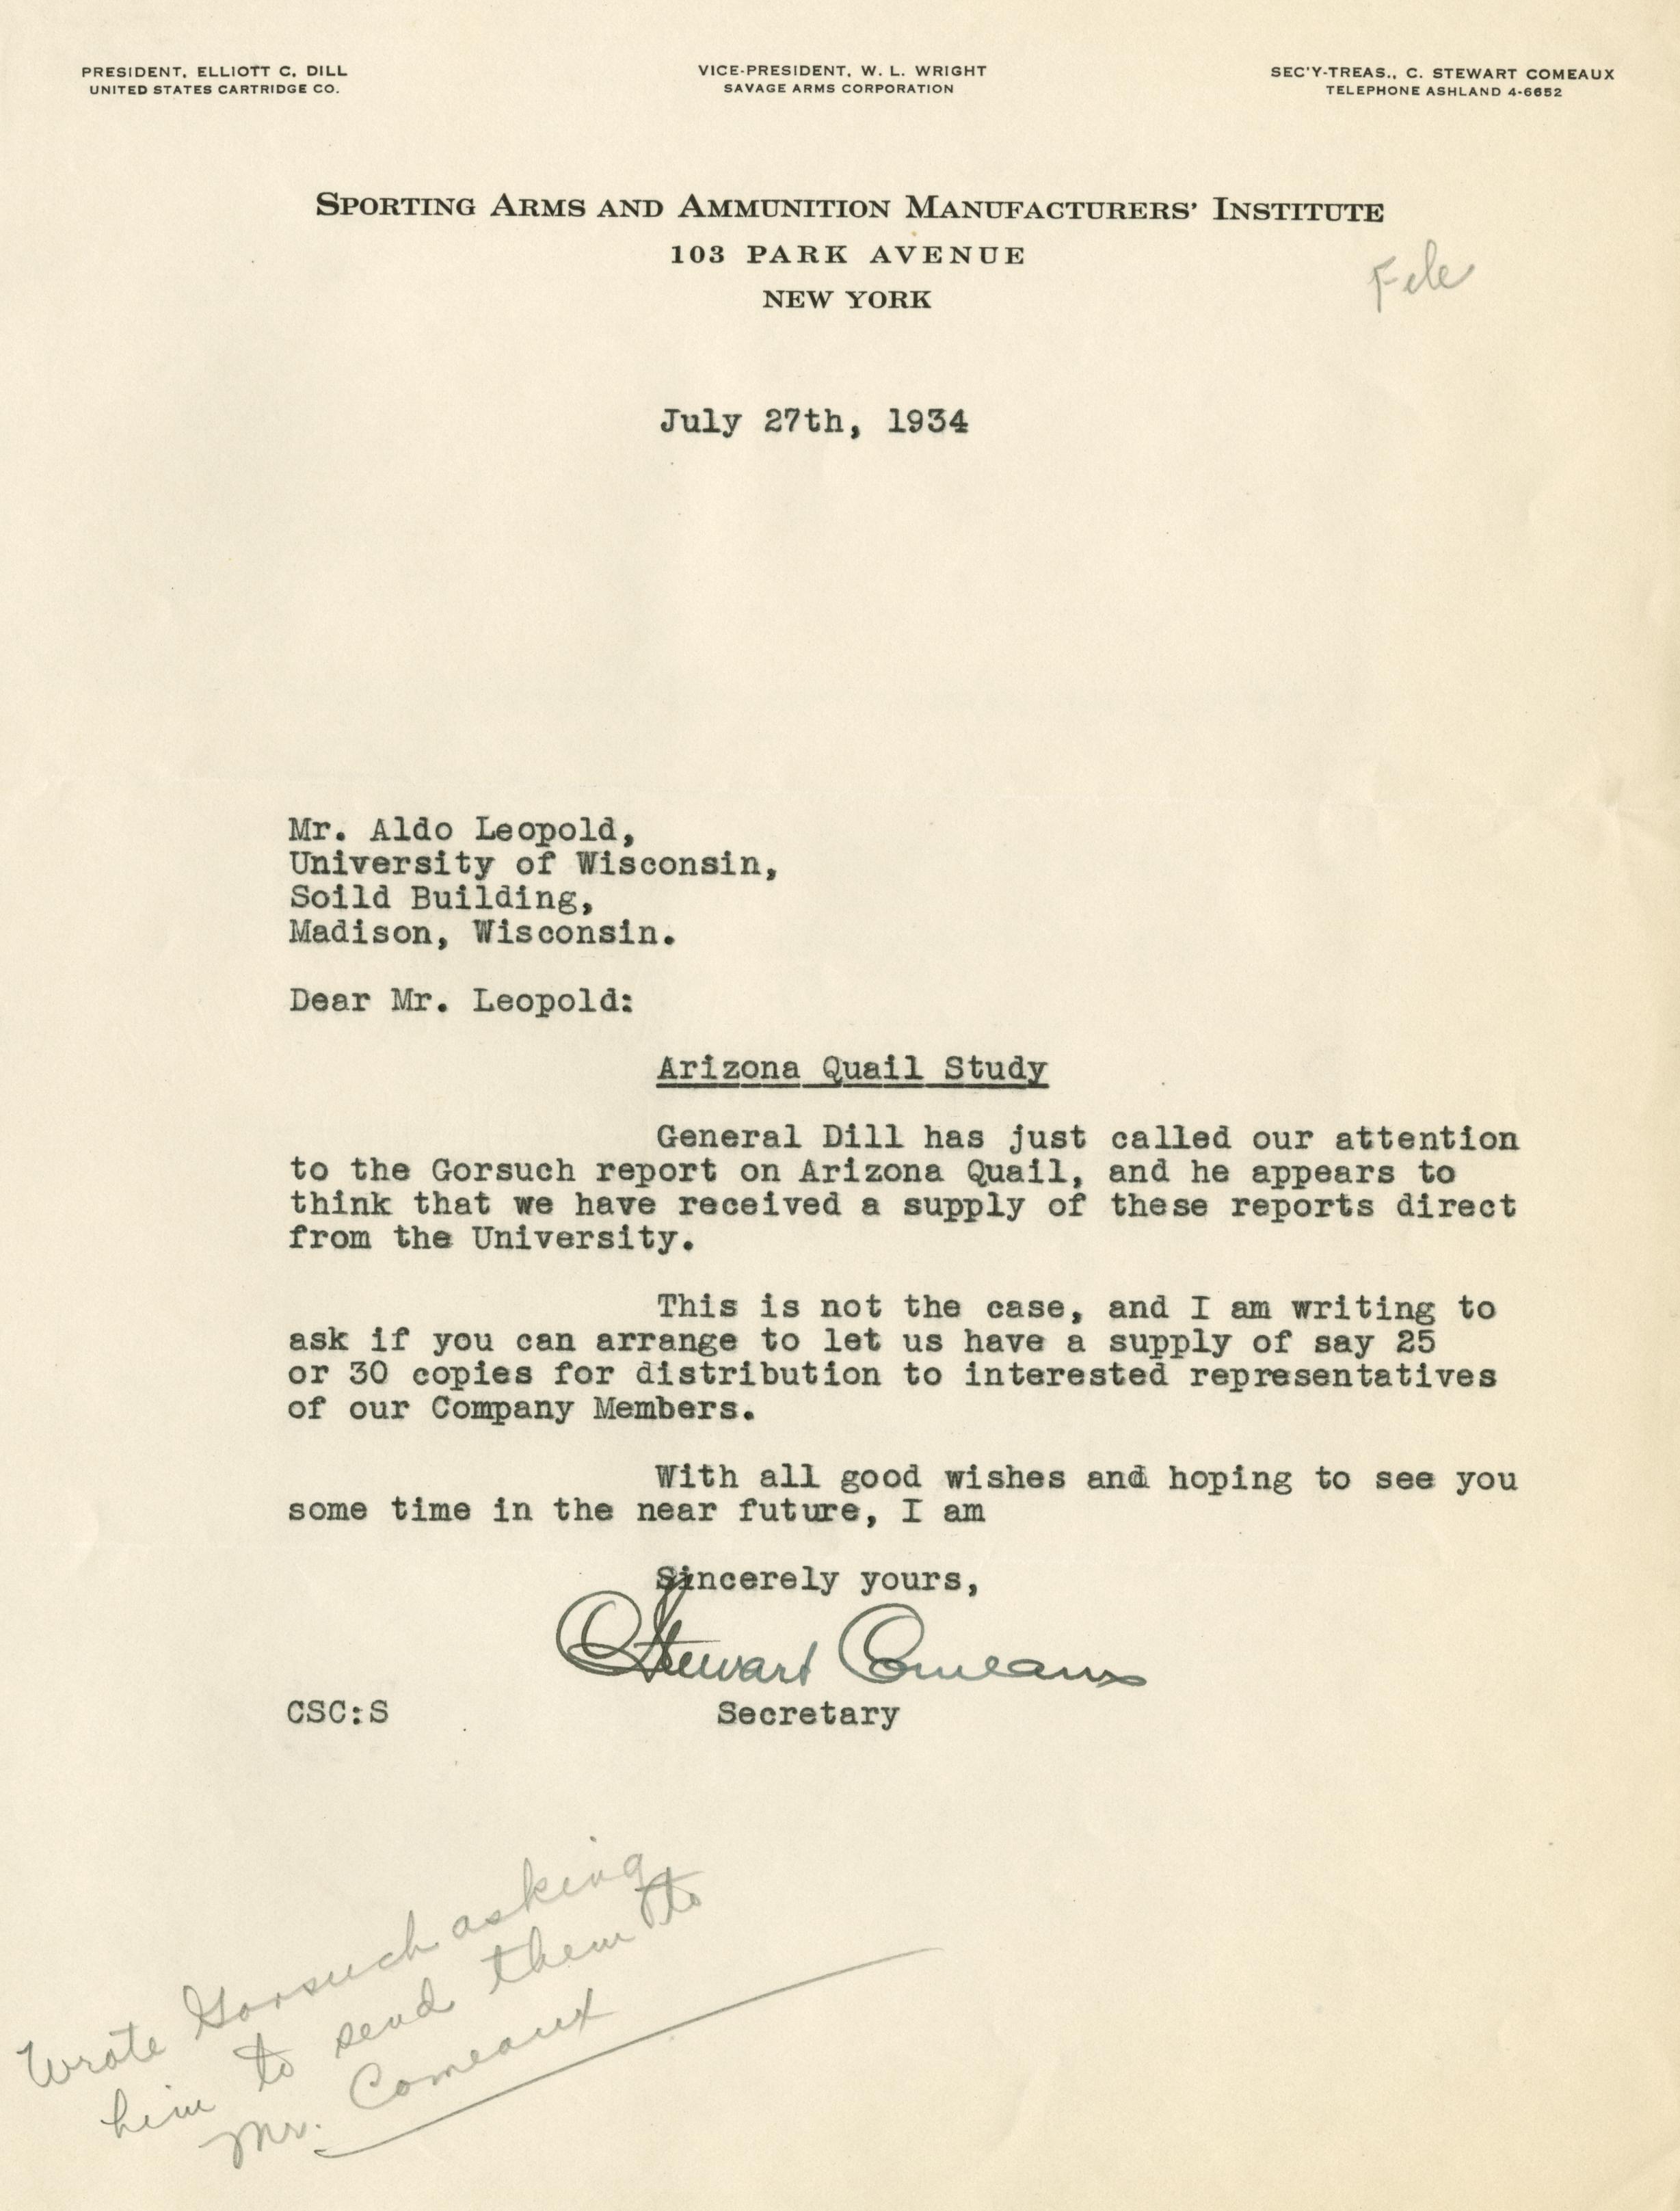 PRESIDENT, ELLIOTT C. DILL
UNITED STATES CARTRIDGE CO.
VICE-PRESIDENT, W. L. WRIGHT
SAVAGE ARMS CORPORATION
SEC'Y-TREAS., C. STEWART COMEAUX
TELEPHONE ASHLAND 4-6652
SPORTING ARMS AND AMMUNITION MANUFACTURERS' INSTITUTE
103 PARK AVENUE
NEW YORK
File
July 27th, 1934
Mr. Aldo Leopold,
University of Wisconsin,
Soild Building,
Madison, Wisconsin.
Dear Mr. Leopold:
Arizona Quail Study
General Dill has just called our attention
to the Gorsuch report on Arizona Quail, and he appears to
think that we have received a supply of these reports direct
from the University.
This is not the case, and I am writing to
ask if you can arrange to let us have a supply of say 25
or 30 copies for distribution to interested representatives
of our Company Members.
With all good wishes and hoping to see you
some time in the near future, I am
Sincerely yours,
C Stewart Comeaux
CSC:S Secretary
Wrote Gorsuch asking
him to send them to
Mr. Comeaux